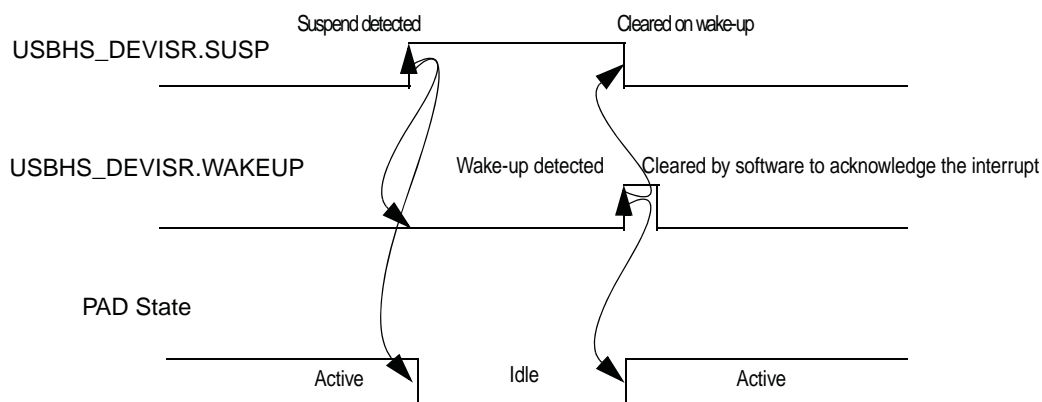 Suspend detected
Cleared on wake-up
USBHS_DEVISR.SUSP
USBHS_DEVISR.WAKEUP
Wake-up detected
Cleared by software to acknowledge the interrupt
PAD State
Active
Idle
Active